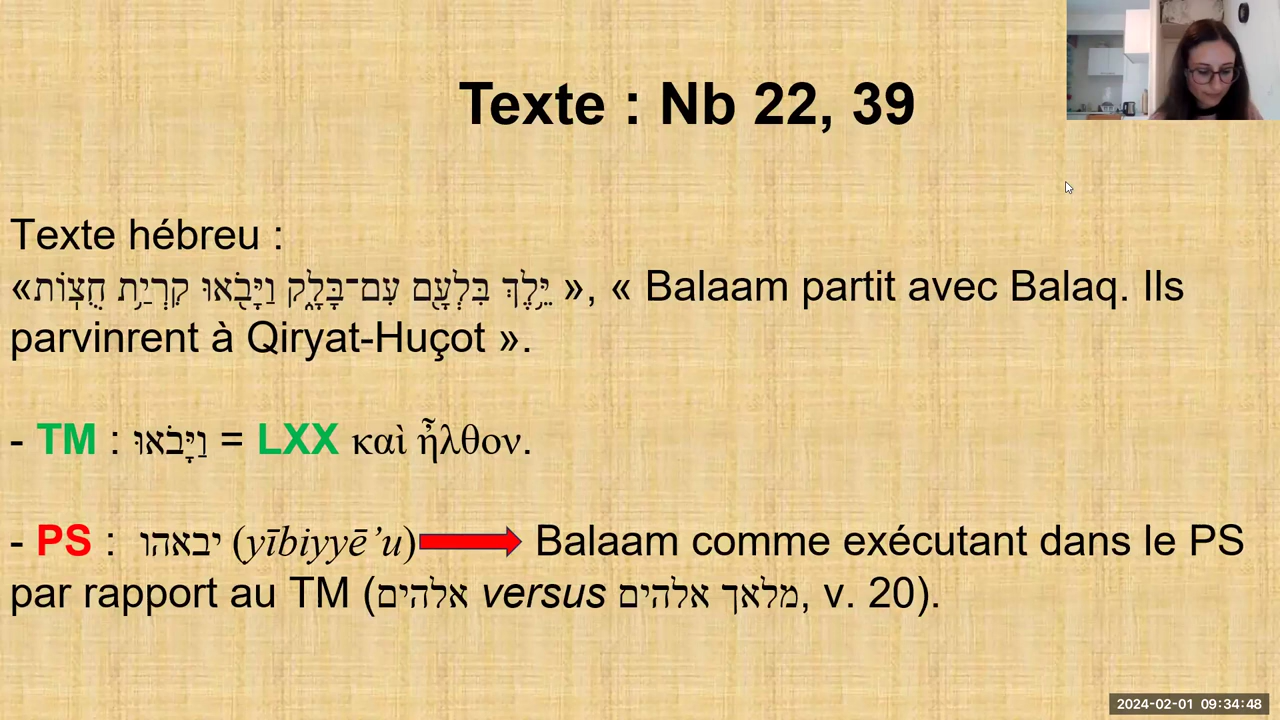 Texte : Nb 22, 39
Texte hébreu :
«יֵּ֥לֶךְ בִּלְעָ֖ם עִם־בָּלָ֑ק וַיָּבֹ֖אוּ קִרְיַ֥ת חֻצֽוֹת », « Balaam partit avec Balaq. Ils
parvinrent à Qiryat-Huçot ».
- TM : וַיָּבֹאוּ = LXX καὶ ἦλθον.
- PS : יבאהו (yībiyyē’u) Balaam comme exécutant dans le PS
par rapport au TM (אלהים versus מלאך אלהים, v. 20).
2024-02-01 09:34:48